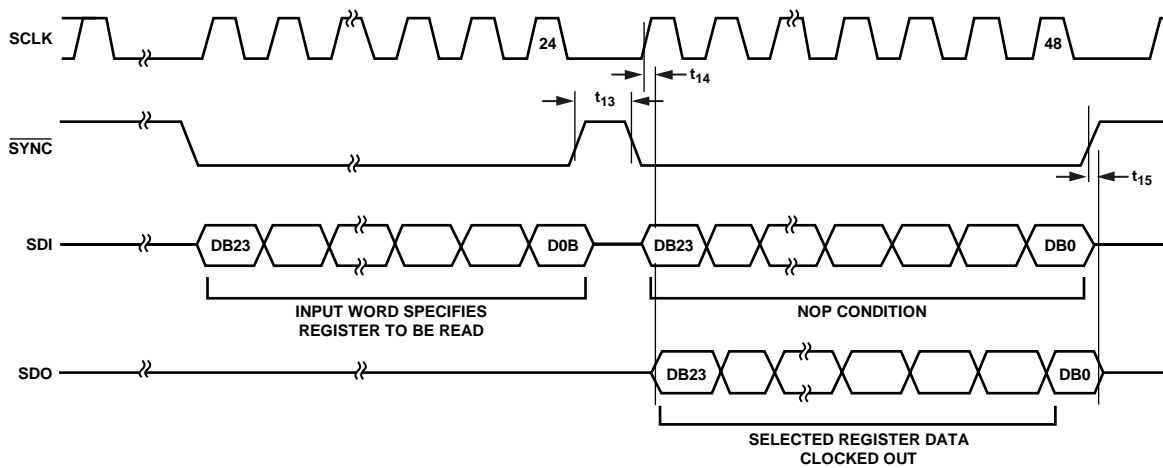 SCLK
24
48
t14
t13
SYNC
t15
SDI
DB23
D0B
DB23
DB0
INPUT WORD SPECIFIES
REGISTER TO BE READ
NOP CONDITION
SDO
DB23
DB0
SELECTED REGISTER DATA
CLOCKED OUT